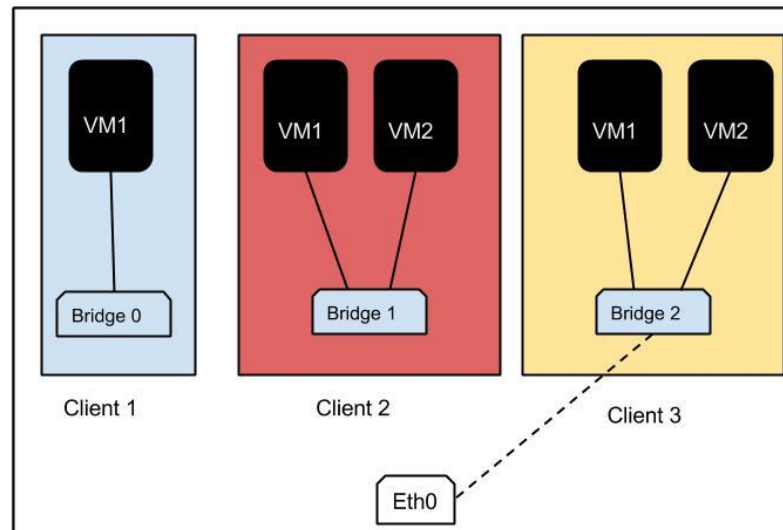 VM1
VM1
VM2
VM1
VM2
Bridge 0
Bridge 1
Bridge 2
Client 1
Client 2
Client 3
Eth0